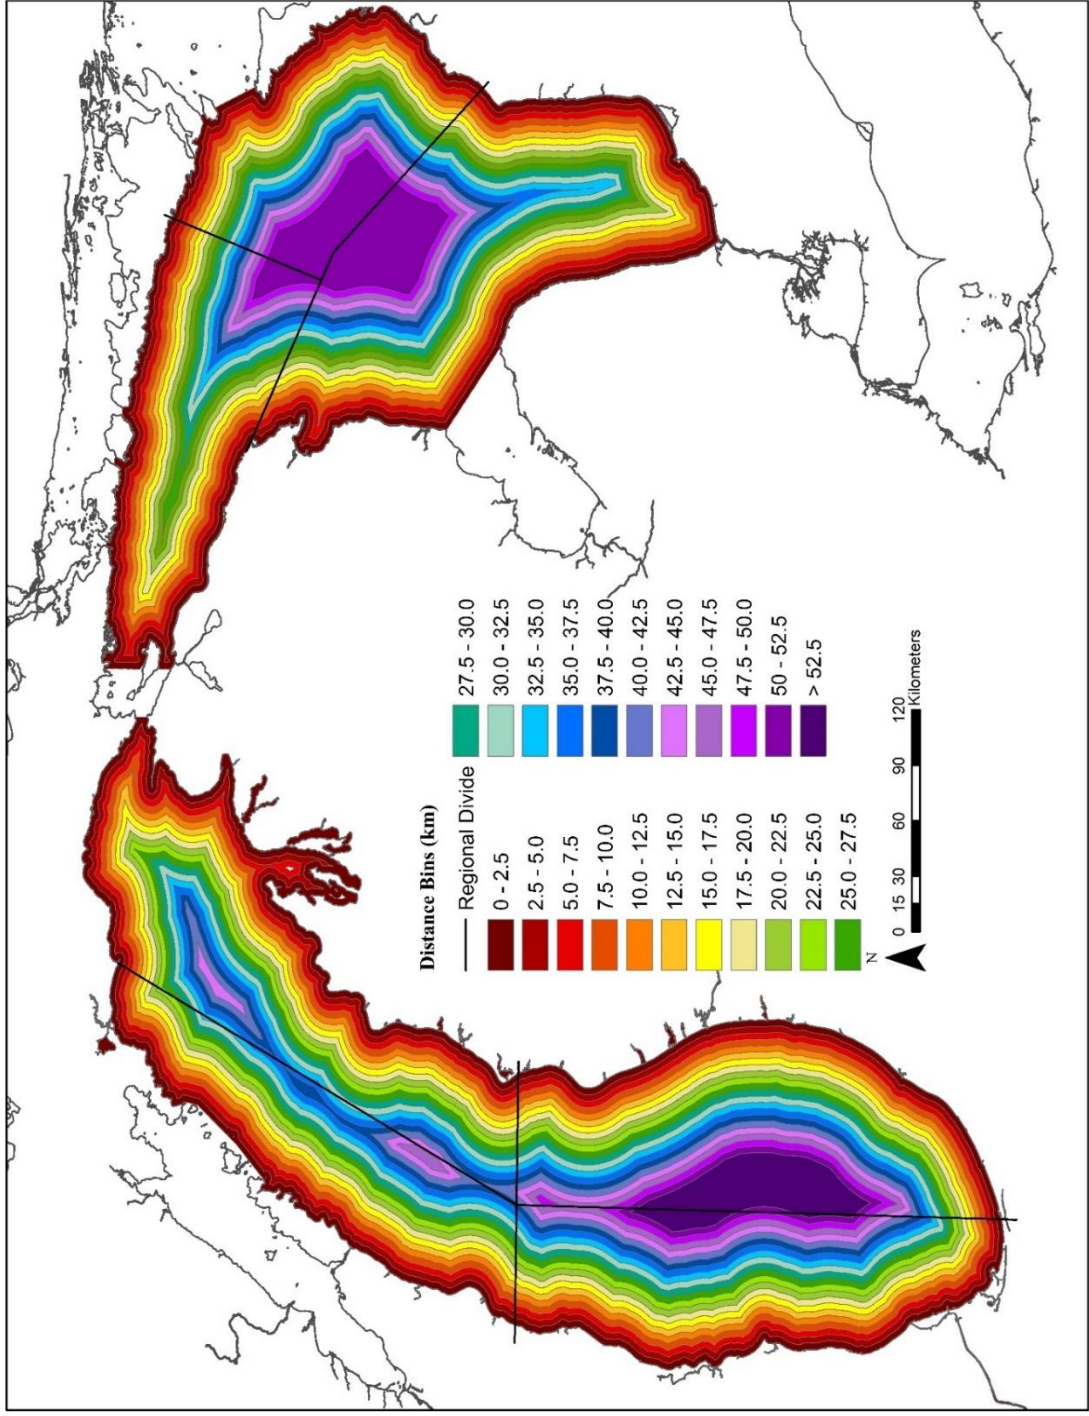 Distance Bins (km)
Regional Divide
0 - 2.5
2.5 - 5.0
5.0 - 7.5
7.5 - 10.0
10.0 - 12.5
12.5 - 15.0
15.0 - 17.5
17.5 - 20.0
20.0 - 22.5
22.5 - 25.0
25.0 - 27.5
27.5 - 30.0
30.0 - 32.5
32.5 - 35.0
35.0 - 37.5
37.5 - 40.0
40.0 - 42.5
42.5 - 45.0
45.0 - 47.5
47.5 - 50.0
50 - 52.5
> 52.5
N
0 15 30 60 90 120
Kilometers